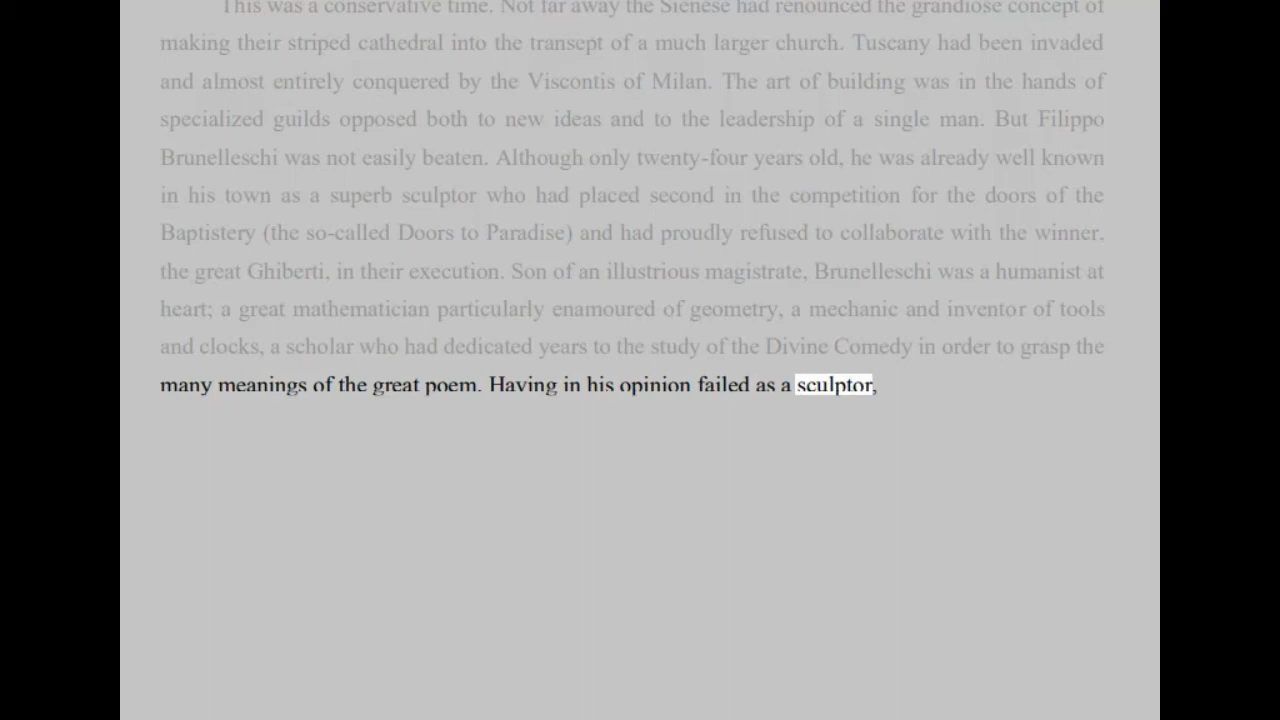 This was a conservative time. Not far away the Sienese had renounced the grandiose concept of
making their striped cathedral into the transept of a much larger church. Tuscany had been invaded
and almost entirely conquered by the Viscontis of Milan. The art of building was in the hands of
specialized guilds opposed both to new ideas and to the leadership of a single man. But Filippo
Brunelleschi was not easily beaten. Although only twenty-four years old, he was already well known
in his town as a superb sculptor who had placed second in the competition for the doors of the
Baptistery (the so-called Doors to Paradise) and had proudly refused to collaborate with the winner,
the great Ghiberti, in their execution. Son of an illustrious magistrate, Brunelleschi was a humanist at
heart; a great mathematician particularly enamoured of geometry, a mechanic and inventor of tools
and clocks, a scholar who had dedicated years to the study of the Divine Comedy in order to grasp the
many meanings of the great poem. Having in his opinion failed as a sculptor,